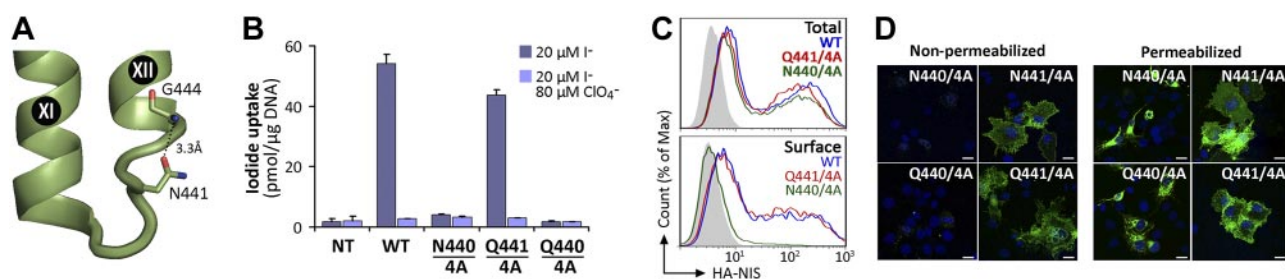 A
XI
XII
G444
3.3Å
N441
B
Iodide uptake
(pmol/µg DNA)
60
40
20
0
20 µM I-
20 µM I-
80 µM ClO₄-
NT
WT
N440
/4A
Q441
/4A
Q440
/4A
C
Count (% of Max)
Total
WT
Q441/4A
N440/4A
Surface
WT
Q441/4A
N440/4A
10¹
10²
10³
HA-NIS
D
Non-permeabilized
Permeabilized
N440/4A
N441/4A
N440/4A
N441/4A
Q440/4A
Q441/4A
Q440/4A
Q441/4A